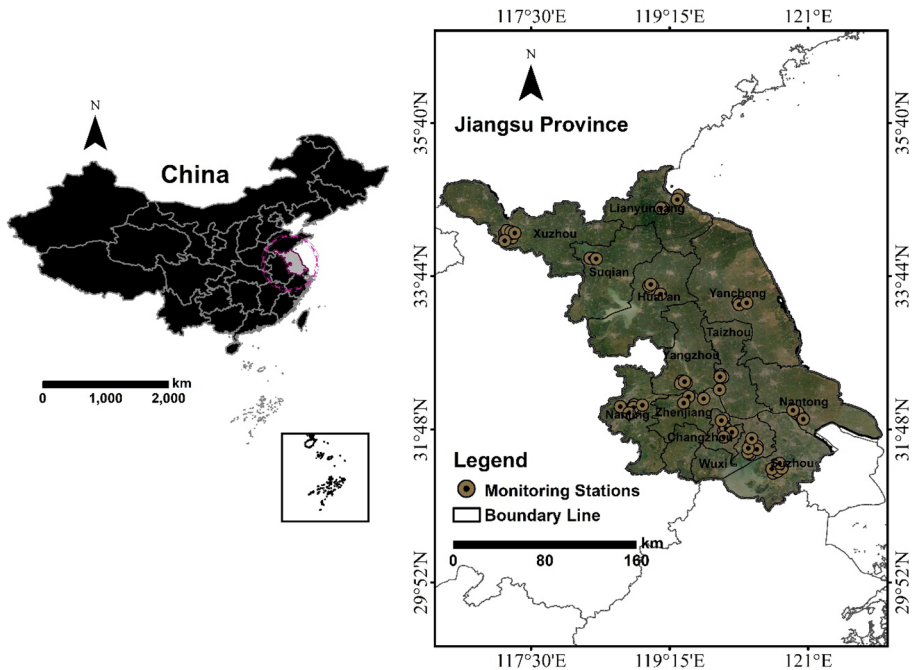 N
China
km
0 1,000 2,000
117°30'E 119°15'E 121°E
N
Jiangsu Province
35°40'N
33°44'N
31°48'N
29°52'N
35°40'N
33°44'N
31°48'N
29°52'N
Lianyungang
Xuzhou
Suqian
Huai'an
Yancheng
Taizhou
Yangzhou
Nantong
Nanjing
Zhenjiang
Changzhou
Wuxi
Suzhou
Legend
Monitoring Stations
Boundary Line
km
0 80 160
117°30'E 119°15'E 121°E